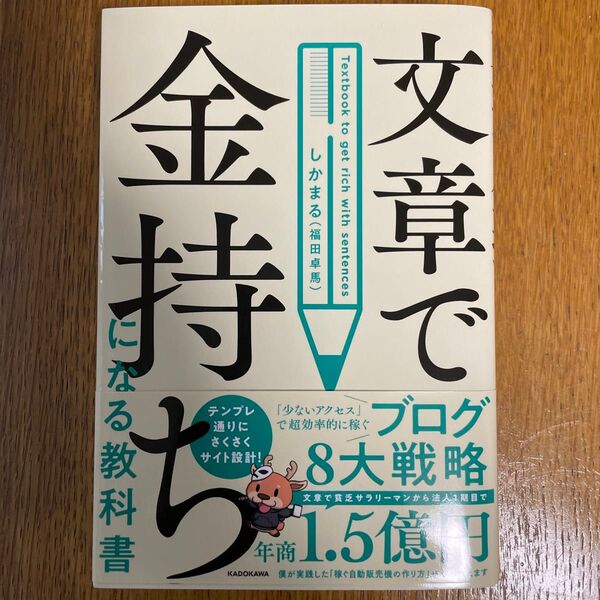 文章で
金持ち
になる教科書
Textbook to get rich with sentences
しかまる(福田卓馬)
「少ないアクセス」
で超効率的に稼ぐ
ブログ
8大戦略
テンプレ
通りに
さくさく
サイト設計!
文章で貧乏サラリーマンから法人1期目で
年商1.5億円
僕が実践した「稼ぐ自動販売機の作り方」
ます
KADOKAWA